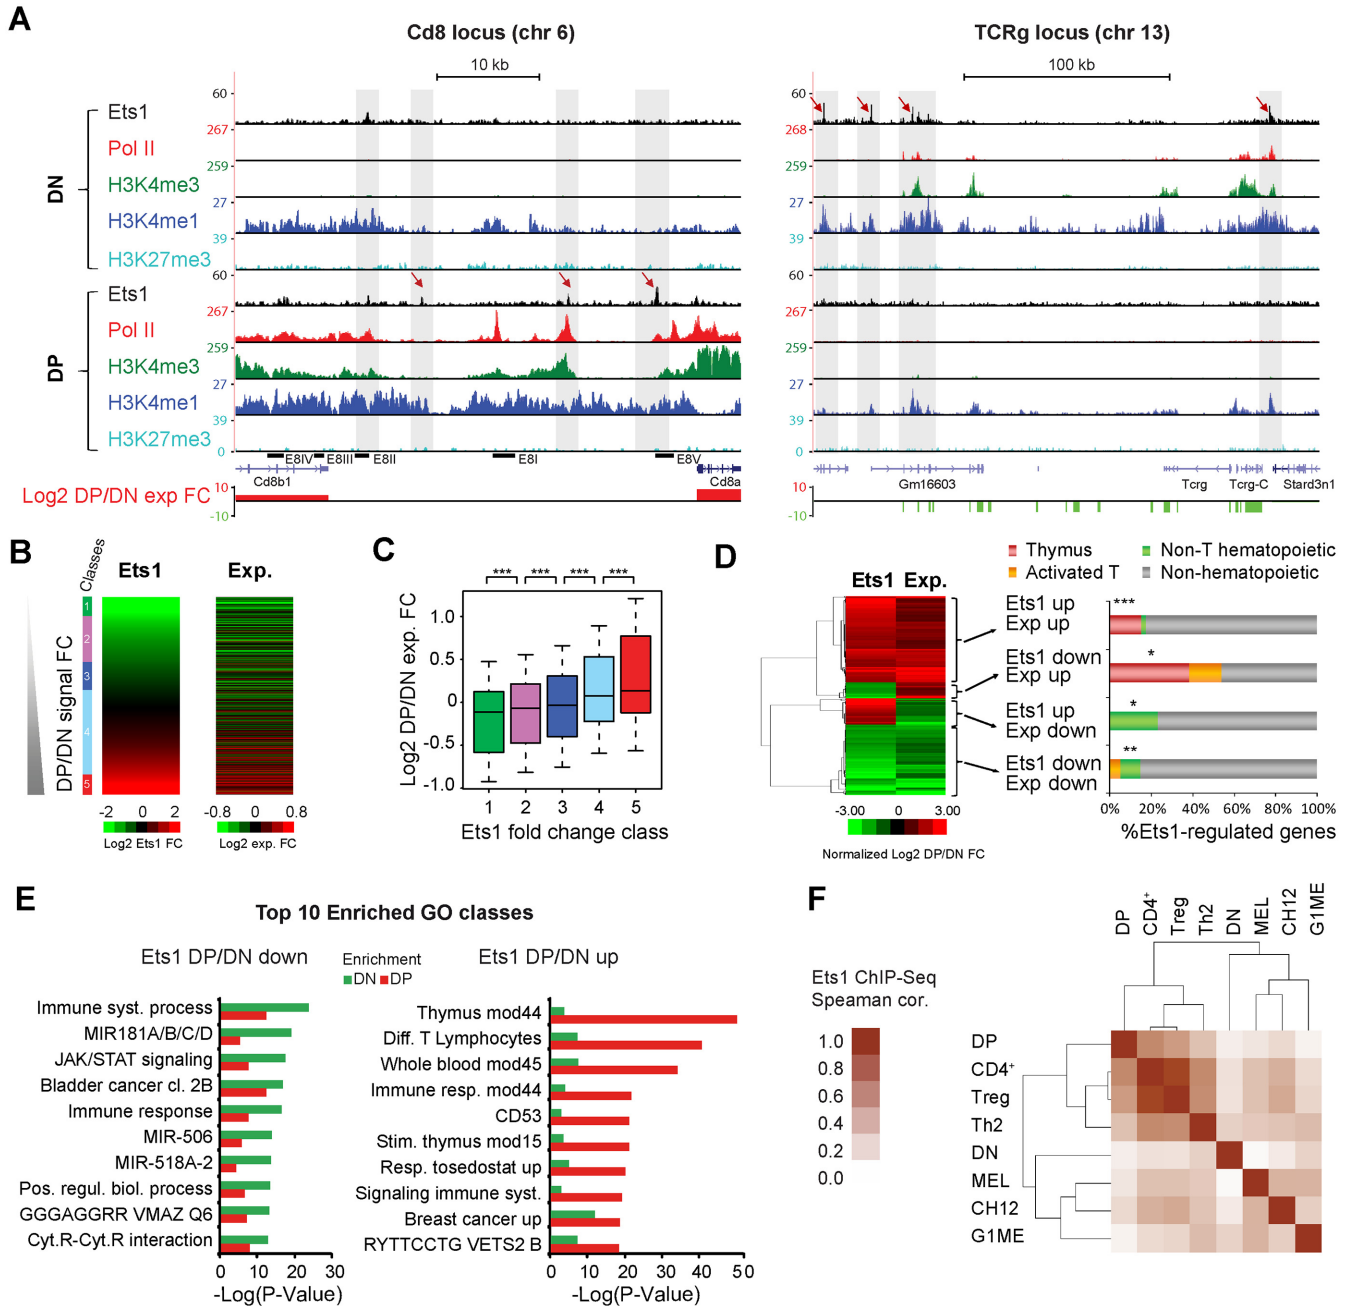 A
Cd8 locus (chr 6)
TCRg locus (chr 13)
10 kb
100 kb
DN
Ets1
Pol II
H3K4me3
H3K4me1
H3K27me3
60
267
259
27
39
60
268
259
27
39
DP
Ets1
Pol II
H3K4me3
H3K4me1
H3K27me3
60
267
259
27
39
0
60
267
259
27
39
0
E8IV
E8III
E8II
E8I
E8V
Cd8b1
Cd8a
Gm16603
Tcrg
Tcrg-C
Stard3n1
Log2 DP/DN exp FC
10
-10
10
-10
B
Classes
Ets1
Exp.
DP/DN signal FC
1
2
3
4
5
-2 0 2
Log2 Ets1 FC
-0.8 0 0.8
Log2 exp. FC
C
*** *** *** ***
Log2 DP/DN exp. FC
1.0
0.5
0
-0.5
-1.0
1 2 3 4 5
Ets1 fold change class
D
Thymus
Activated T
Non-T hematopoietic
Non-hematopoietic
Ets1 Exp.
Ets1 up
Exp up
***
Ets1 down
Exp up
*
Ets1 up
Exp down
*
Ets1 down
Exp down
**
-3.000 0 3.000
Normalized Log2 DP/DN FC
0% 20% 40% 60% 80% 100%
%Ets1-regulated genes
E
Top 10 Enriched GO classes
Ets1 DP/DN down
Enrichment
DN DP
Ets1 DP/DN up
Immune syst. process
MIR181A/B/C/D
JAK/STAT signaling
Bladder cancer cl. 2B
Immune response
MIR-506
MIR-518A-2
Pos. regul. biol. process
GGGAGGRR VMAZ Q6
Cyt.R-Cyt.R interaction
0 10 20 30
-Log(P-Value)
Thymus mod44
Diff. T Lymphocytes
Whole blood mod45
Immune resp. mod44
CD53
Stim. thymus mod15
Resp. tosedostat up
Signaling immune syst.
Breast cancer up
RYTTCCTG VETS2 B
0 10 20 30 40 50
-Log(P-Value)
F
DP
CD4+
Treg
Th2
DN
MEL
CH12
G1ME
Ets1 ChIP-Seq
Speaman cor.
1.0
0.8
0.6
0.4
0.2
0.0
DP
CD4+
Treg
Th2
DN
MEL
CH12
G1ME